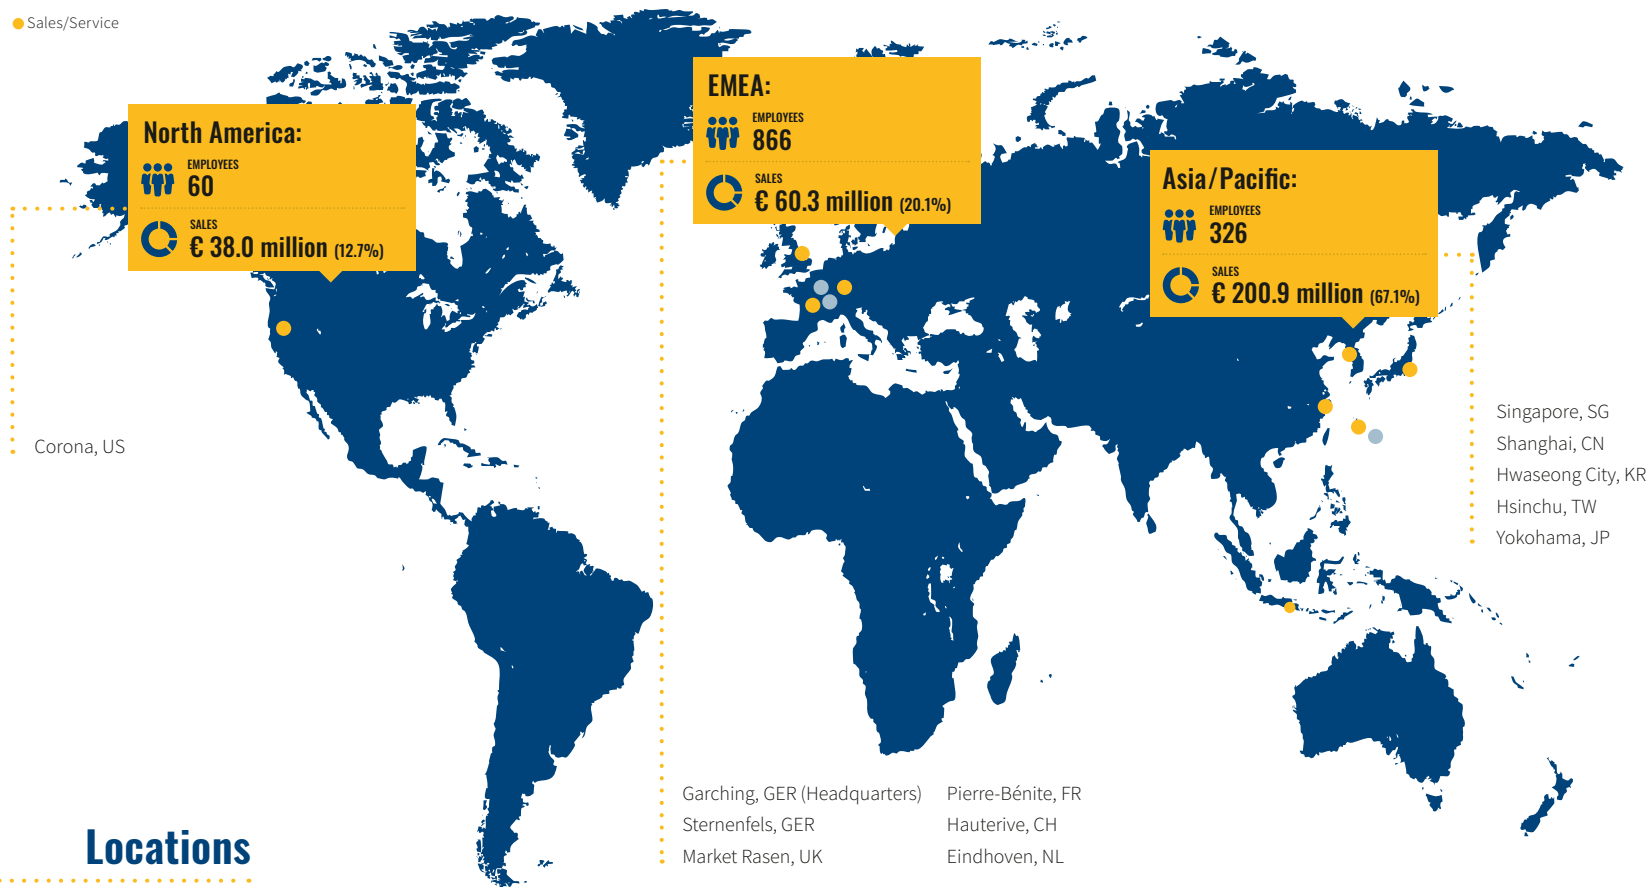 Sales/Service
North America:
EMPLOYEES
60
SALES
€ 38.0 million (12.7%)
EMEA:
EMPLOYEES
866
SALES
€ 60.3 million (20.1%)
Asia/Pacific:
EMPLOYEES
326
SALES
€ 200.9 million (67.1%)
Corona, US
Singapore, SG
Shanghai, CN
Hwaseong City, KR
Hsinchu, TW
Yokohama, JP
Garching, GER (Headquarters)
Sternenfels, GER
Market Rasen, UK
Pierre-Bénite, FR
Hauterive, CH
Eindhoven, NL
Locations